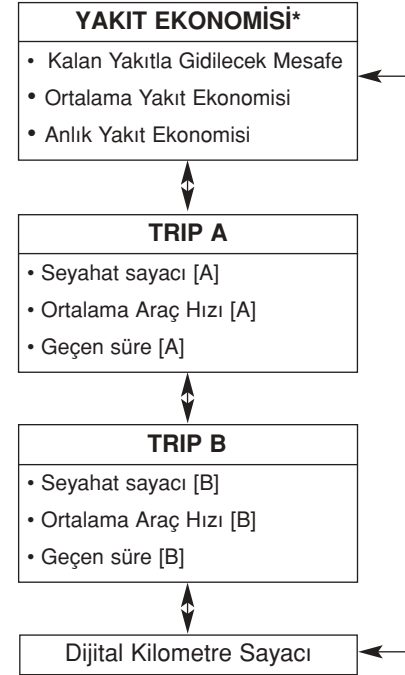 YAKIT EKONOMİSİ*
• Kalan Yakıtla Gidilecek Mesafe
• Ortalama Yakıt Ekonomisi
• Anlık Yakıt Ekonomisi
TRIP A
• Seyahat sayacı [A]
• Ortalama Araç Hızı [A]
• Geçen süre [A]
TRIP B
• Seyahat sayacı [B]
• Ortalama Araç Hızı [B]
• Geçen süre [B]
Dijital Kilometre Sayacı